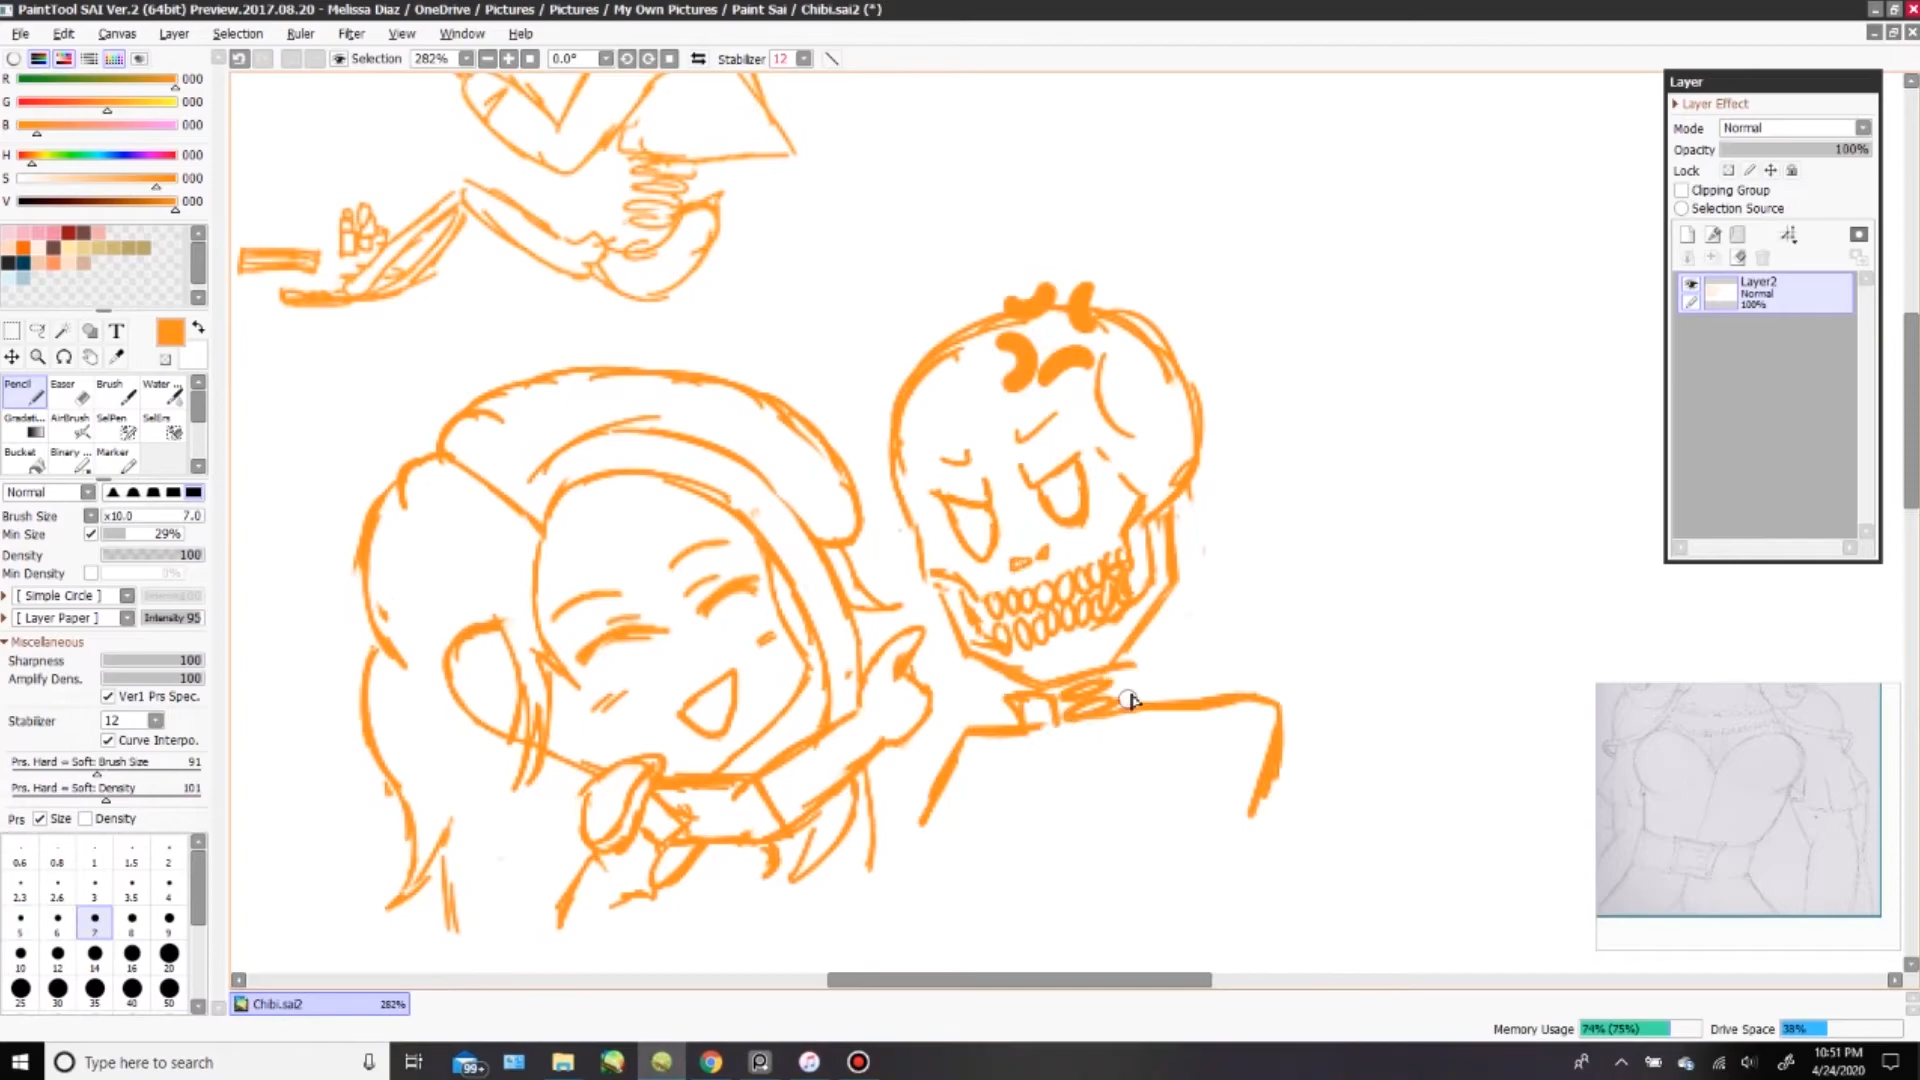 PaintTool SAI Ver.2 (64bit) Preview.2017.08.20 - Melissa Diaz / OneDrive / Pictures / Pictures / My Own Pictures / Paint Sai / Chibi.sai2 (*)
File Edit Canvas Layer Selection Ruler Filter View Window Help
Selection 282% 0.0° Stabilizer 12
R 000
G 000
B 000
H 000
S 000
V 000
T
Pencil Easer Brush Water ...
Gradati... AirBrush SelPen SelErs
Bucket Binary ... Marker
Normal
Brush Size x10.0 7.0
Min Size 29%
Density 100
Min Density 0%
[ Simple Circle ]
[ Layer Paper ] Intensity 95
Miscellaneous
Sharpness 100
Amplify Dens. 100
Ver1 Prs Spec.
Stabilizer 12
Curve Interpo.
Prs. Hard = Soft: Brush Size 91
Prs. Hard = Soft: Density 101
Prs Size Density
0.6 0.8 1 1.5 2
2.3 2.6 3 3.5 4
5 6 7 8 9
10 12 14 16 20
25 30 35 40 50
Layer
Layer Effect
Mode Normal
Opacity 100%
Lock
Clipping Group
Selection Source
Layer2
Normal
100%
Chibi.sai2 282%
Memory Usage 74% (75%) Drive Space 38%
Type here to search
99+
10:51 PM
4/24/2020